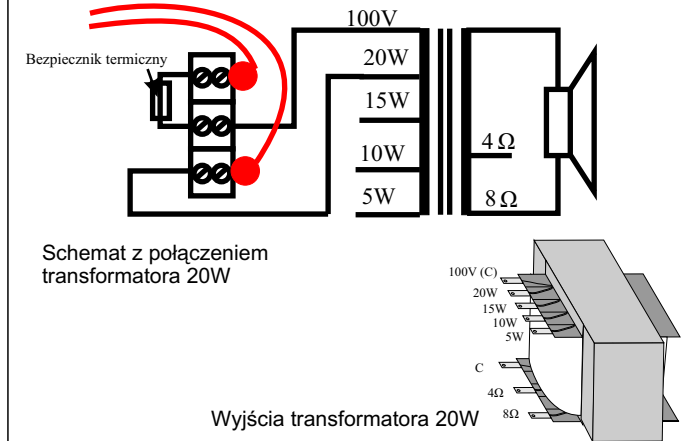 100V
20W
15W
10W
5W
Bezpiecznik termiczny
4 Ω
8 Ω
Schemat z połączeniem
transformatora 20W
100V (C)
20W
15W
10W
5W
C
4Ω
8Ω
Wyjścia transformatora 20W